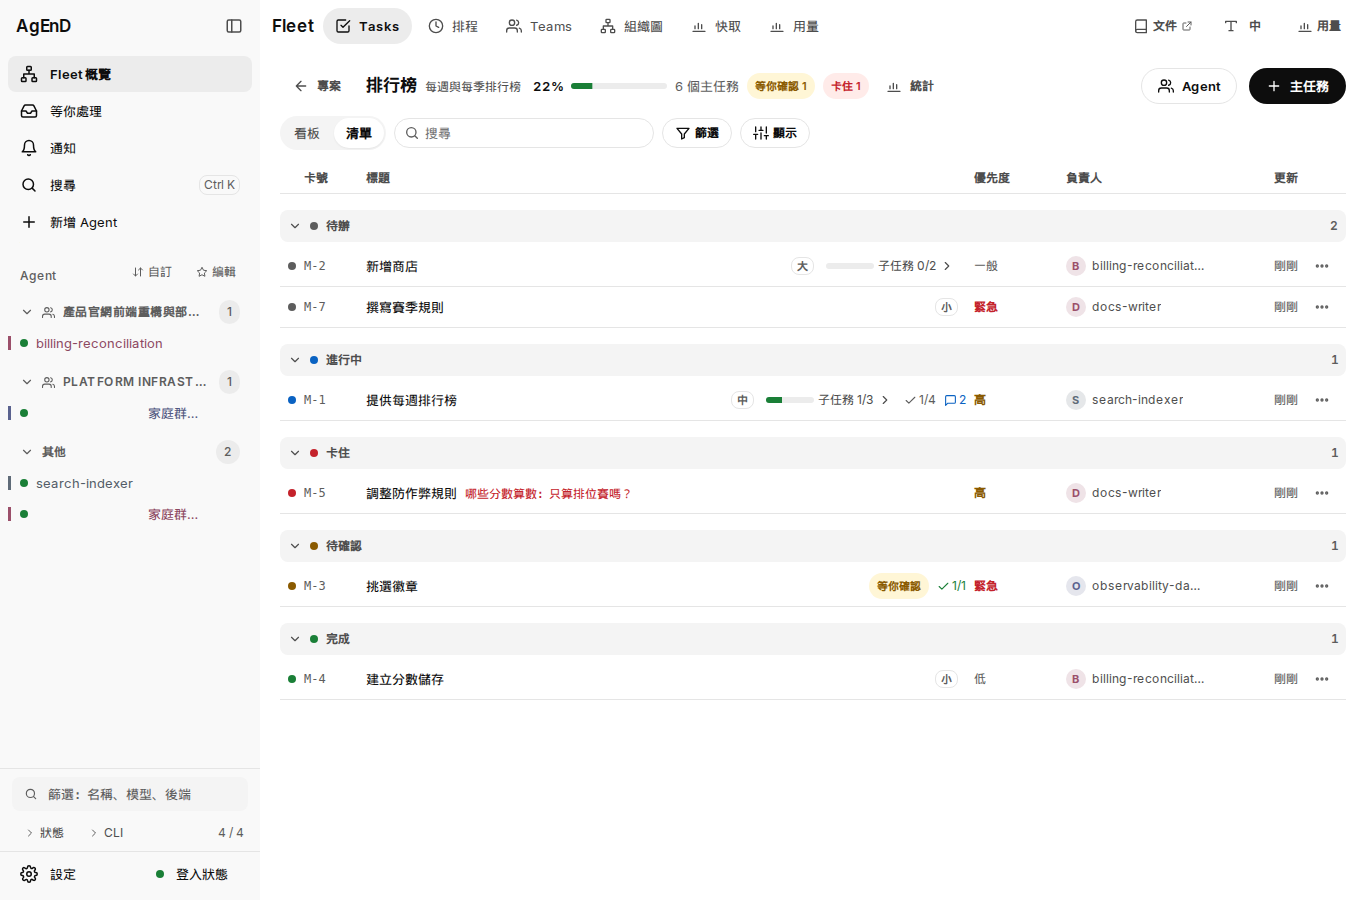 AgEnD
Fleet 概覽
等你處理
通知
搜尋 Ctrl K
新增 Agent
Agent 自訂 編輯
產品官網前端重構與部… 1
billing-reconciliation
PLATFORM INFRAST… 1
家庭群…
其他 2
search-indexer
家庭群…
篩選：名稱、模型、後端
狀態 CLI 4 / 4
設定 登入狀態
Fleet Tasks 排程 Teams 組織圖 快取 用量 文件 中 用量
專案 排行榜 每週與每季排行榜 22% 6 個主任務 等你確認 1 卡住 1 統計 Agent 主任務
看板 清單 搜尋 篩選 顯示
卡號 標題 優先度 負責人 更新
待辦 2
M-2 新增商店 大 子任務 0/2 一般 B billing-reconciliat… 剛剛
M-7 撰寫賽季規則 小 緊急 D docs-writer 剛剛
進行中 1
M-1 提供每週排行榜 中 子任務 1/3 1/4 2 高 S search-indexer 剛剛
卡住 1
M-5 調整防作弊規則 哪些分數算數：只算排位賽嗎？ 高 D docs-writer 剛剛
待確認 1
M-3 挑選徽章 等你確認 1/1 緊急 O observability-da… 剛剛
完成 1
M-4 建立分數儲存 小 低 B billing-reconciliat… 剛剛